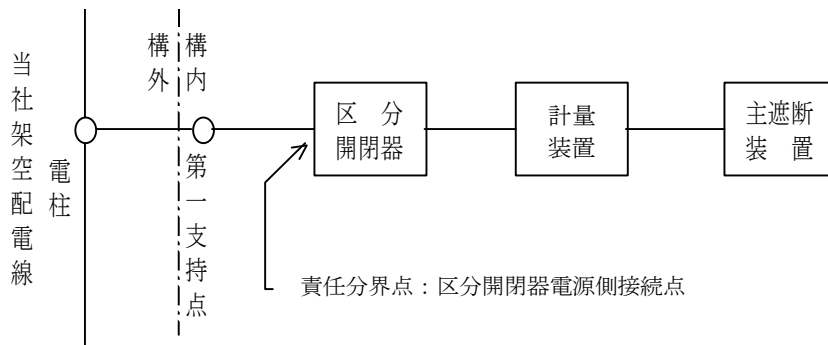 当社架空配電線
電柱
構外
構内
第一支持点
区　分
開閉器
計量
装置
主遮断
装　置
責任分界点：区分開閉器電源側接続点